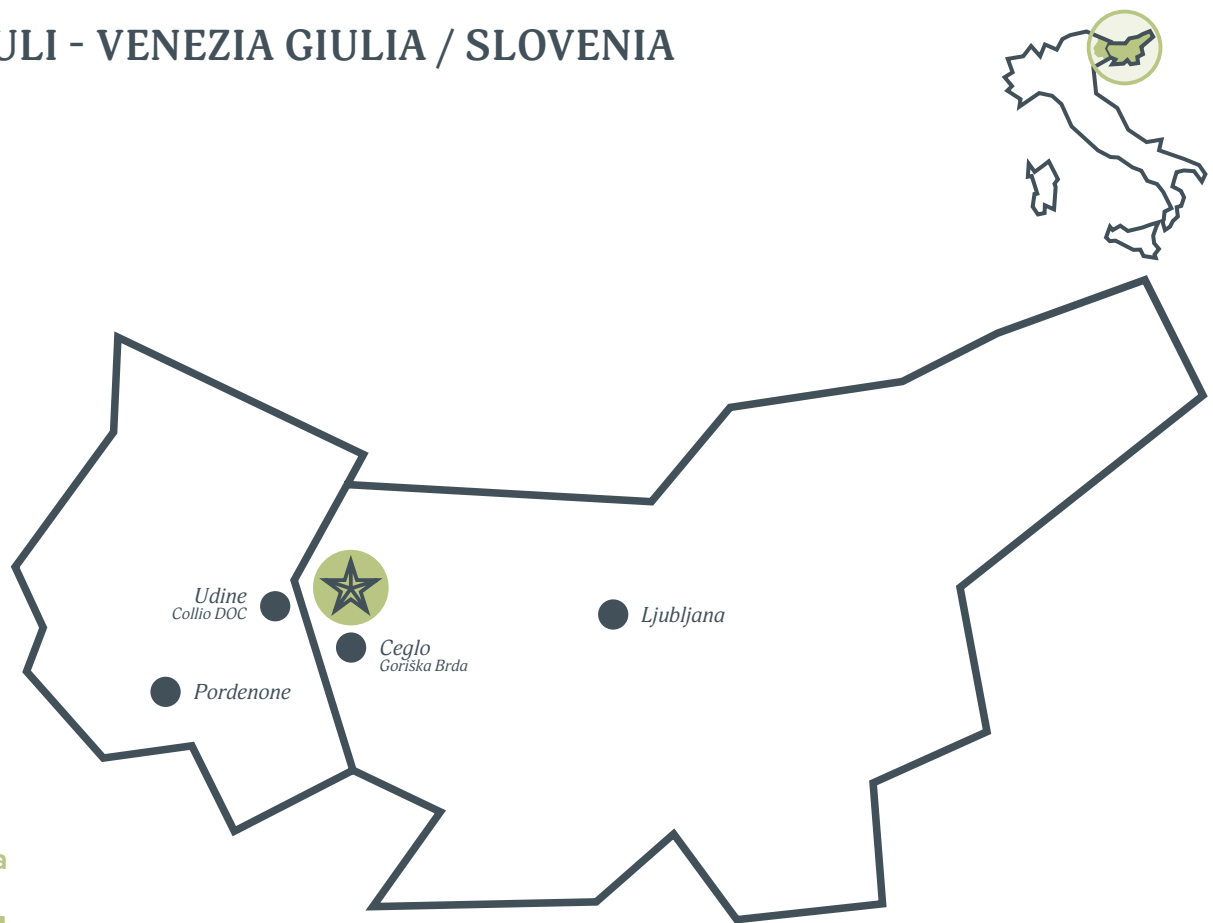 ULI - VENEZIA GIULIA / SLOVENIA
Udine
Collio DOC
Ljubljana
Ceglo
Goriška Brda
Pordenone
a